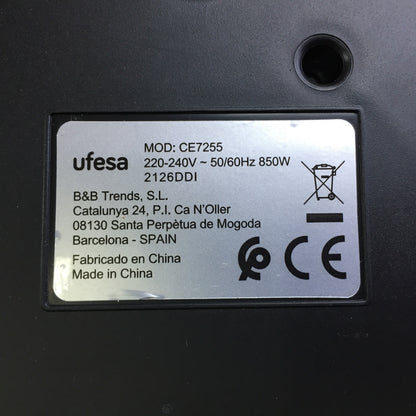 ufesa
MOD: CE7255
220-240V ~ 50/60Hz 850W
2126DDI
B&B Trends, S.L.
Catalunya 24, P.I. Ca N'Oller
08130 Santa Perpètua de Mogoda
Barcelona - SPAIN
Fabricado en China
Made in China
CE